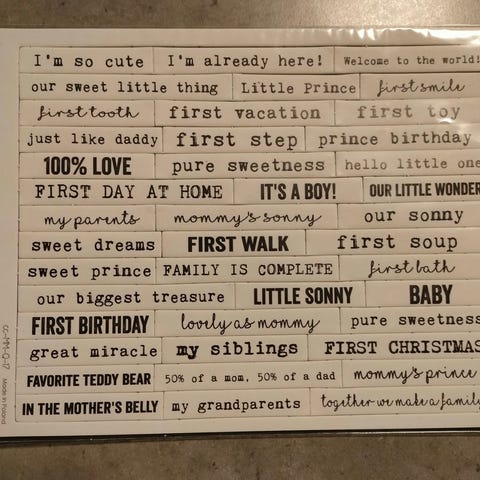 I'm so cute I'm already here! Welcome to the world!
our sweet little thing Little Prince first smile
first tooth first vacation first toy
just like daddy first step prince birthday
100% LOVE pure sweetness hello little one
FIRST DAY AT HOME IT'S A BOY! OUR LITTLE WONDER
my parents mommy's sonny our sonny
sweet dreams FIRST WALK first soup
sweet prince FAMILY IS COMPLETE first bath
our biggest treasure LITTLE SONNY BABY
FIRST BIRTHDAY lovely as mommy pure sweetness
great miracle my siblings FIRST CHRISTMAS
FAVORITE TEDDY BEAR 50% of a mom, 50% of a dad mommy's prince
IN THE MOTHER'S BELLY my grandparents together we make a family
CC-MM-Q-17 Made in Poland